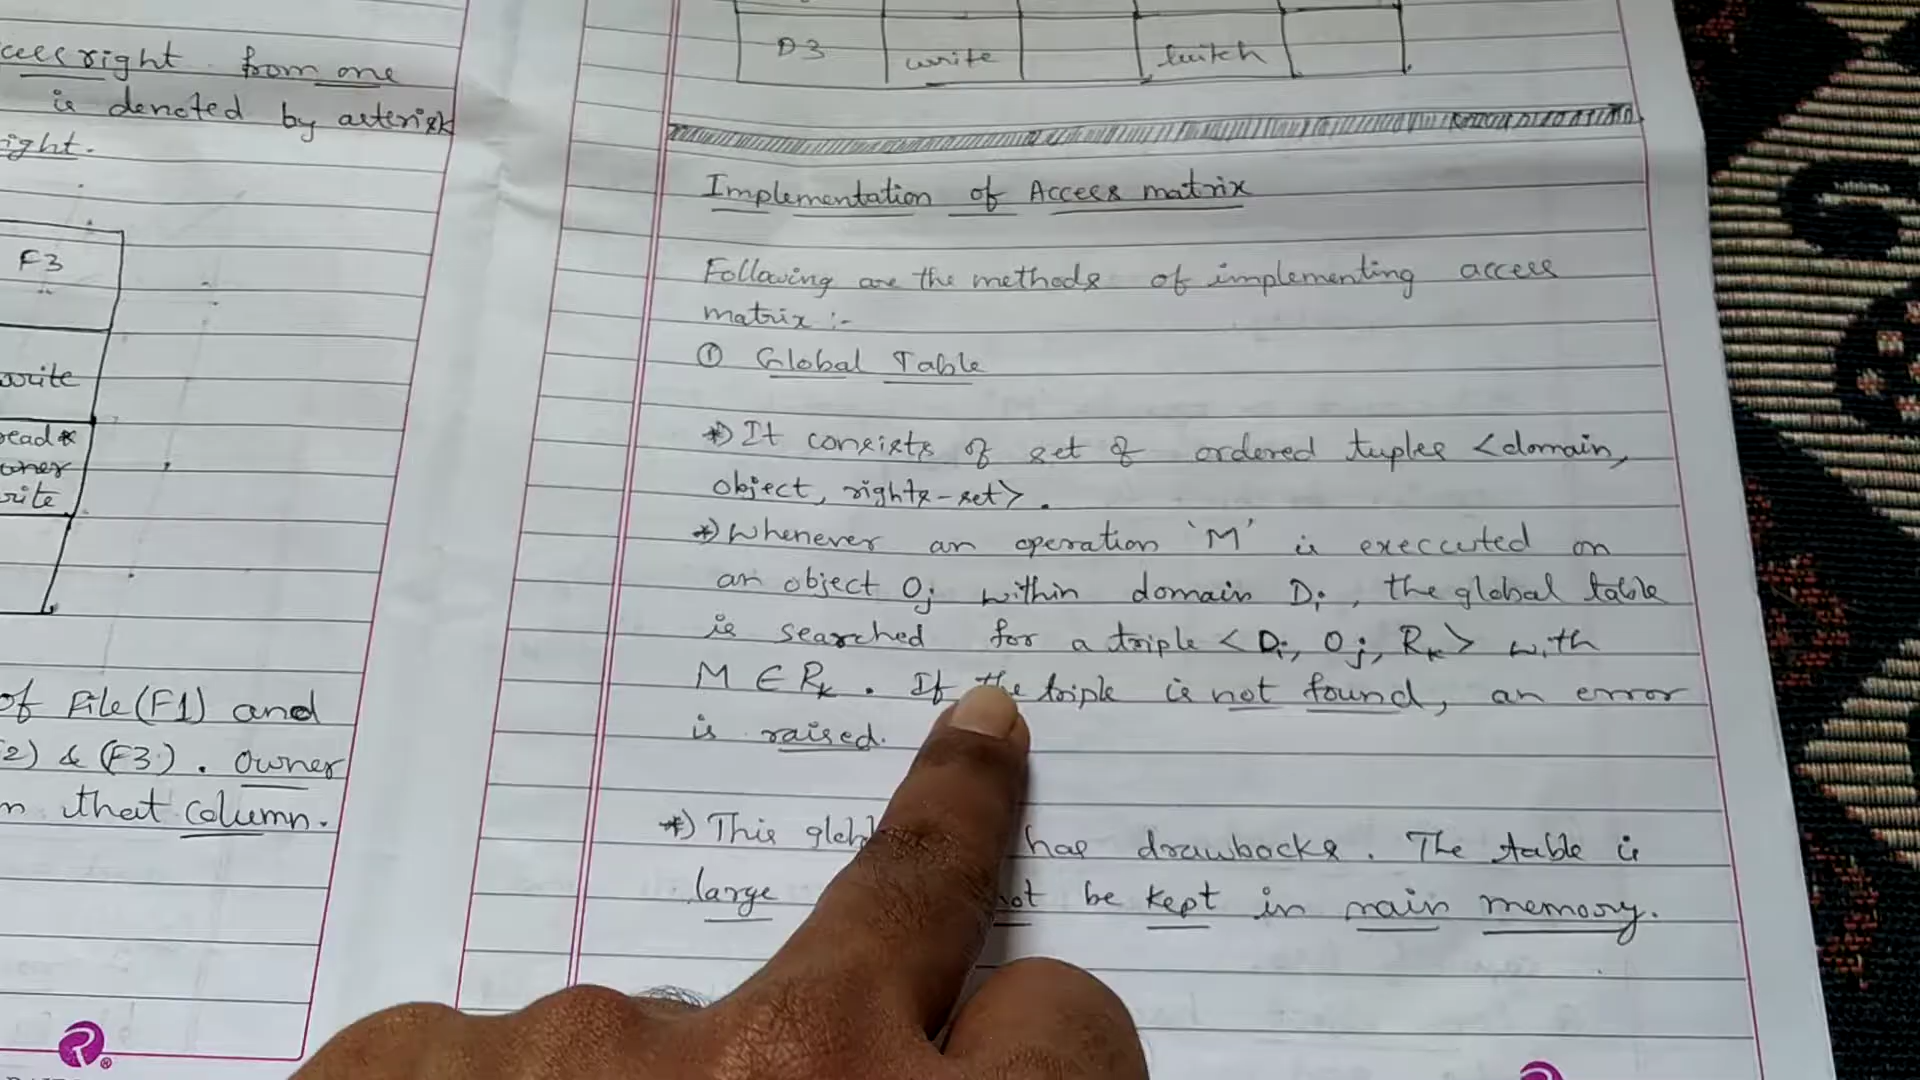 ccess right from one
is denoted by asterisk
ight.
F3
write
read*
owner
write
of File(F1) and
2) & (F3). Owner
n that column.
D3 write switch
Implementation of Access matrix
Following are the methods of implementing access
matrix :-
① Global Table
*) It consists of set of ordered tuples <domain,
object, rights-set>.
*) Whenever an operation 'M' is execcuted on
an object Oj within domain Di, the global table
is searched for a triple <Di, Oj, Rk> with
M ∈ Rk. If the triple is not found, an error
is raised.
*) This has drawbacks. The table is
large not be kept in main memory.